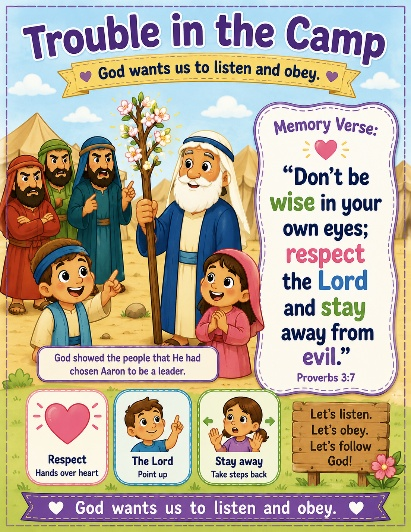 Trouble in the Camp
God wants us to listen and obey.
Memory Verse:
“Don’t be
wise in your
own eyes;
respect
the Lord
and stay
away from
evil.”
Proverbs 3:7
God showed the people that He had
chosen Aaron to be a leader.
Respect
Hands over heart
The Lord
Point up
Stay away
Take steps back
Let’s listen.
Let’s obey.
Let’s follow
God!
God wants us to listen and obey.